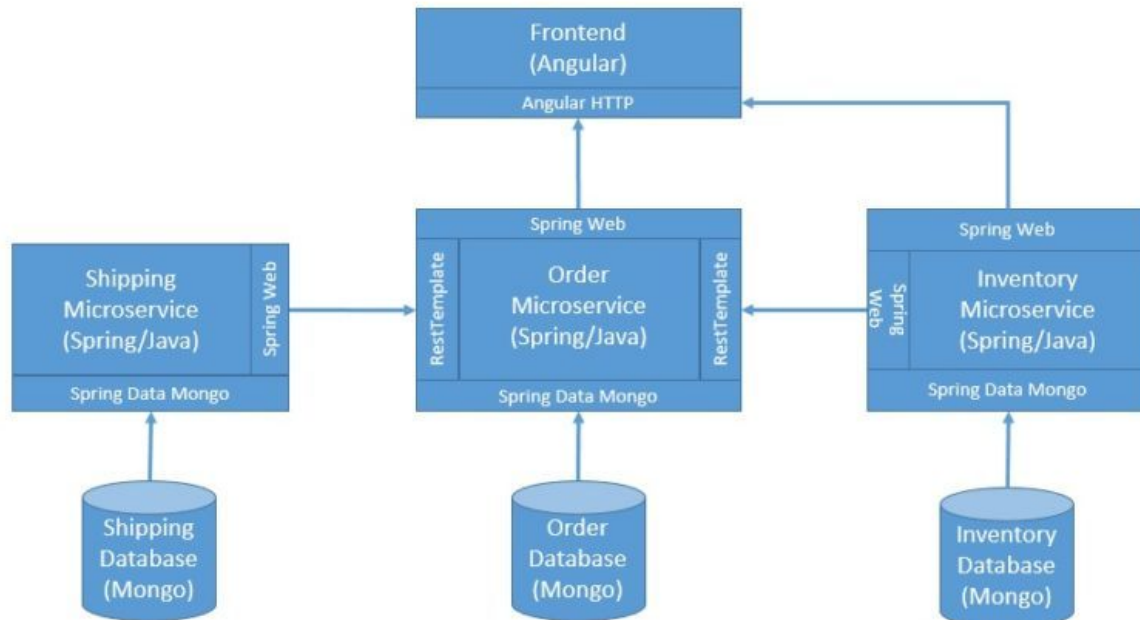 Frontend
(Angular)
Angular HTTP
Shipping
Microservice
(Spring/Java)
Spring Web
Spring Data Mongo
Spring Web
RestTemplate
Order
Microservice
(Spring/Java)
RestTemplate
Spring Data Mongo
Spring Web
Spring
Web
Inventory
Microservice
(Spring/Java)
Spring Data Mongo
Shipping
Database
(Mongo)
Order
Database
(Mongo)
Inventory
Database
(Mongo)